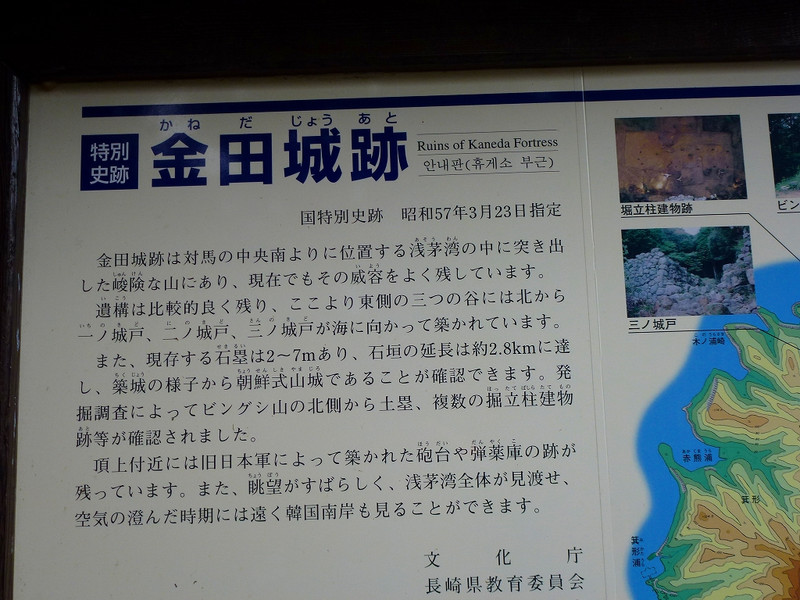 かねだじょうあと
特別
史跡
金田城跡
Ruins of Kaneda Fortress
안내판(휴게소 부근)
国特別史跡 昭和57年3月23日指定
金田城跡は対馬の中央南よりに位置する浅茅湾の中に突き出
した峻険な山にあり、現在でもその威容をよく残しています。
遺構は比較的良く残り、ここより東側の三つの谷には北から
一ノ城戸、二ノ城戸、三ノ城戸が海に向かって築かれています。
また、現存する石塁は2〜7mあり、石垣の延長は約2.8kmに達
し、築城の様子から朝鮮式山城であることが確認できます。発
掘調査によってビングシ山の北側から土塁、複数の掘立柱建物
跡等が確認されました。
頂上付近には旧日本軍によって築かれた砲台や弾薬庫の跡が
残っています。また、眺望がすばらしく、浅茅湾全体が見渡せ、
空気の澄んだ時期には遠く韓国南岸も見ることができます。
文化庁
長崎県教育委員会
掘立柱建物跡
ビン
三ノ城戸
木ノ浦崎
赤熊浦
箕形
箕形浦